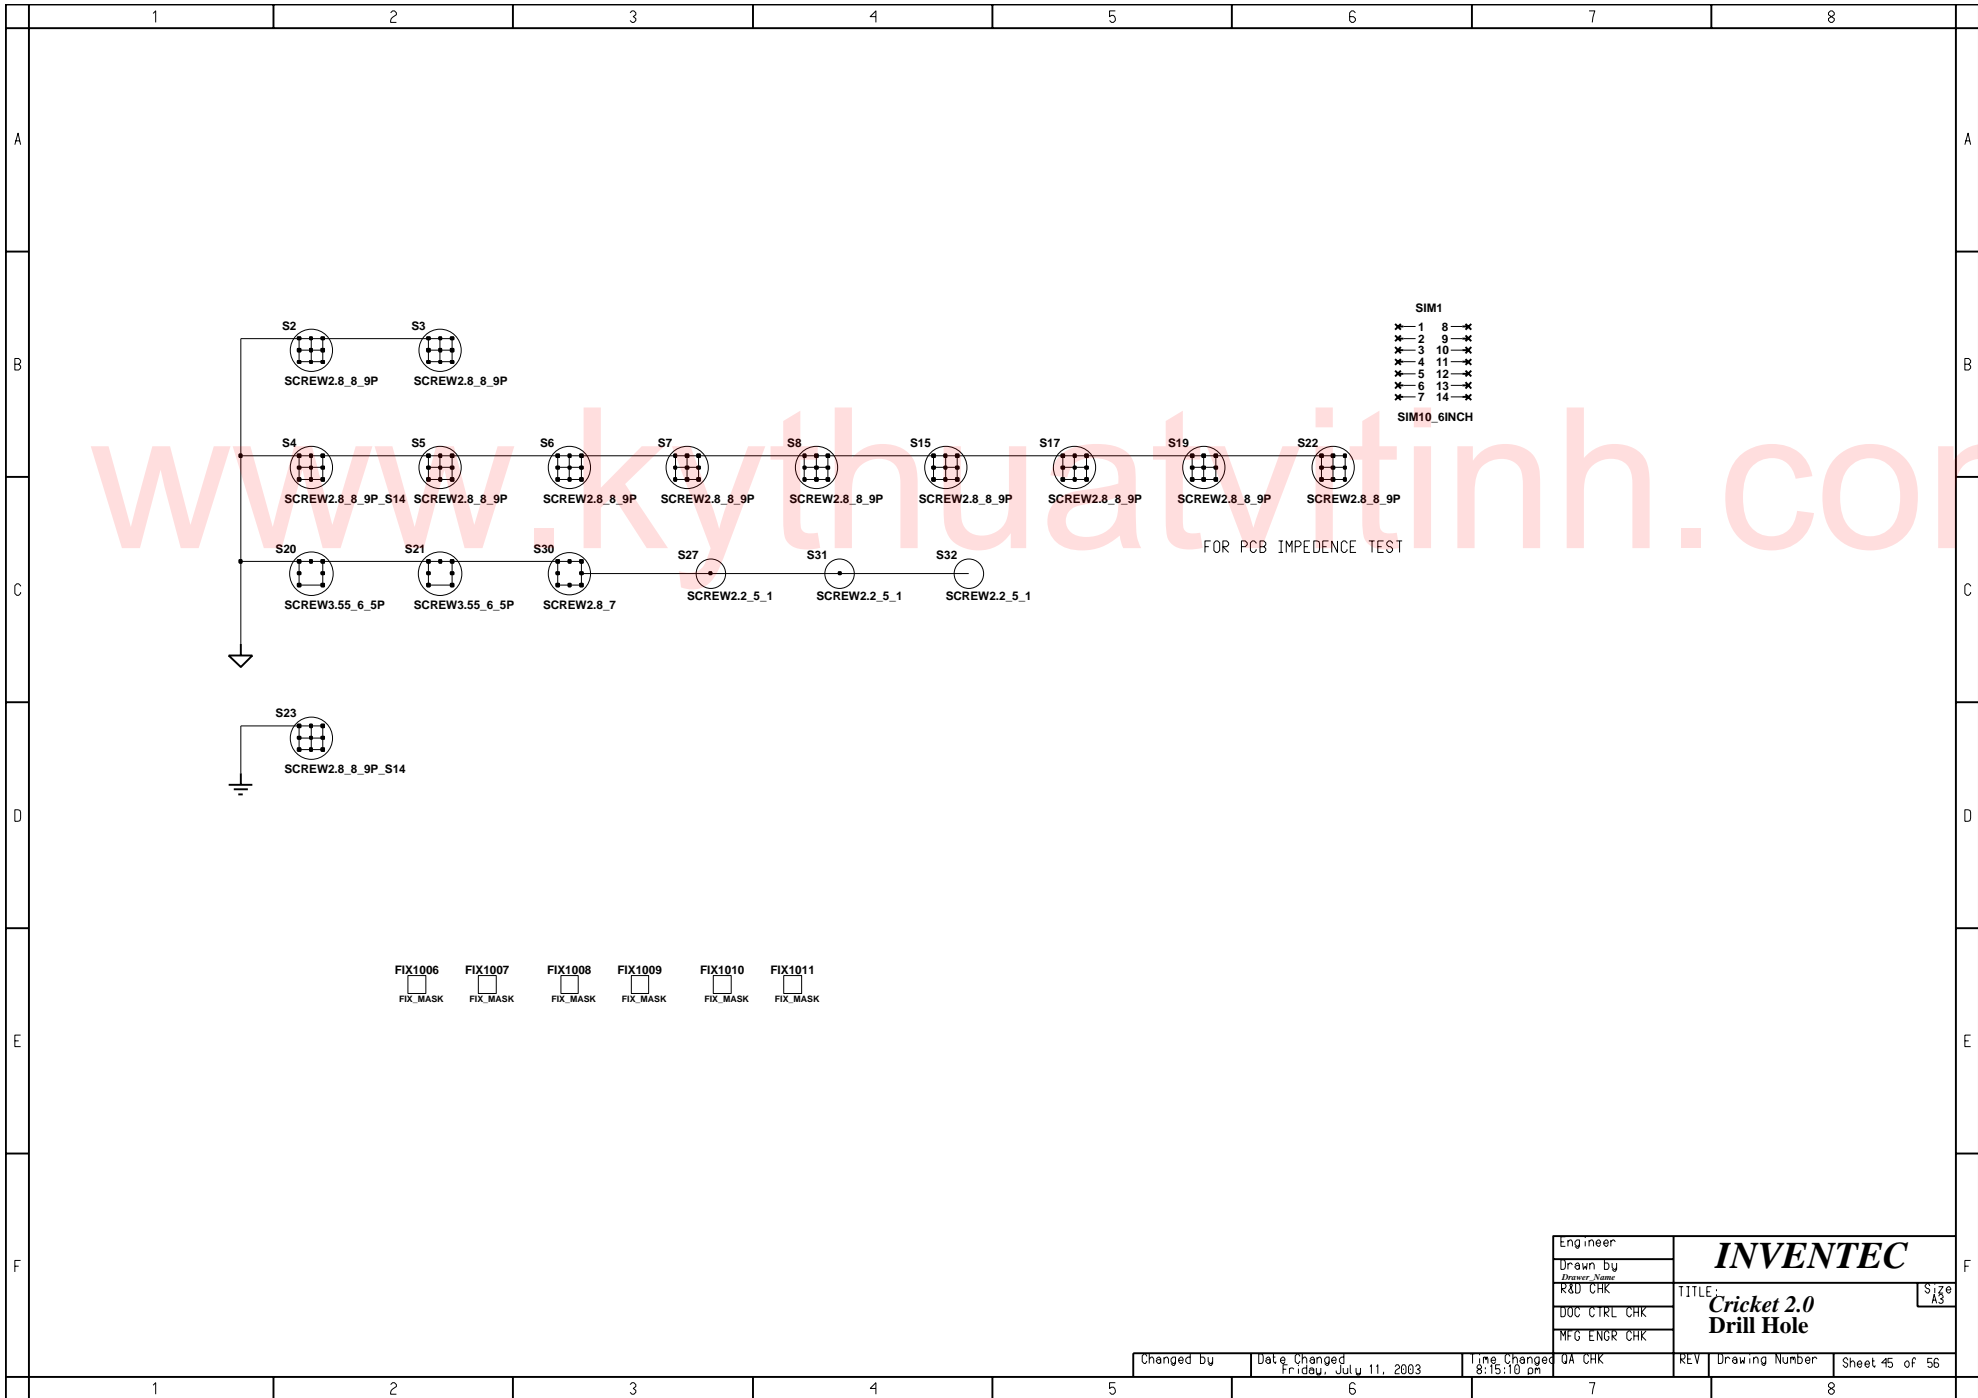 1 2 3 4 5 6 7 8
A A
SIM1
1 8
2 9
3 10
4 11
5 12
6 13
7 14
SIM10_6INCH
S2 S3
B B
SCREW2.8_8_9P SCREW2.8_8_9P
www.kythuatvitinh.com
S4 S5 S6 S7 S8 S15 S17 S19 S22
SCREW2.8_8_9P_S14 SCREW2.8_8_9P SCREW2.8_8_9P SCREW2.8_8_9P SCREW2.8_8_9P SCREW2.8_8_9P SCREW2.8_8_9P SCREW2.8_8_9P SCREW2.8_8_9P
FOR PCB IMPEDENCE TEST
S20 S21 S30 S27 S31 S32
C C
SCREW3.55_6_5P SCREW3.55_6_5P SCREW2.8_7 SCREW2.2_5_1 SCREW2.2_5_1 SCREW2.2_5_1
S23
SCREW2.8_8_9P_S14
D D
FIX1006 FIX1007 FIX1008 FIX1009 FIX1010 FIX1011
FIX_MASK FIX_MASK FIX_MASK FIX_MASK FIX_MASK FIX_MASK
E E
F F
Engineer
Drawn by
Drawer_Name
R&D CHK
DOC CTRL CHK
MFG ENGR CHK
QA CHK
INVENTEC
TITLE:
Cricket 2.0
Drill Hole
Size
A3
Changed by
Date Changed
Friday, July 11, 2003
Time Changed
8:15:10 pm
REV
Drawing Number
Sheet 45 of 56
1 2 3 4 5 6 7 8